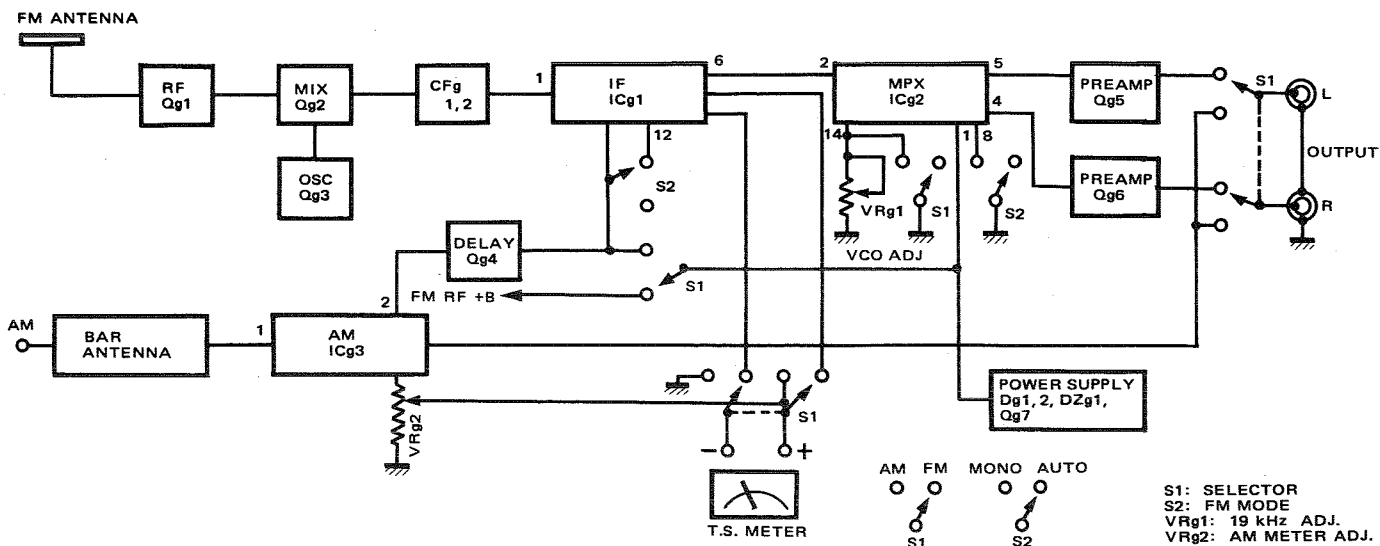 FM ANTENNA
RF
Qg1
MIX
Qg2
CFg
1, 2
1
IF
ICg1
6
2
MPX
ICg2
5
4
PREAMP
Qg5
S1
L
OSC
Qg3
12
S2
14
1
8
VRg1
S1
S2
PREAMP
Qg6
OUTPUT
R
DELAY
Qg4
VCO ADJ
2
FM RF +B
S1
AM
BAR
ANTENNA
1
AM
ICg3
VRg2
S1
POWER SUPPLY
Dg1, 2, DZg1,
Qg7
- +
T.S. METER
AM FM
S1
MONO AUTO
S2
S1: SELECTOR
S2: FM MODE
VRg1: 19 kHz ADJ.
VRg2: AM METER ADJ.